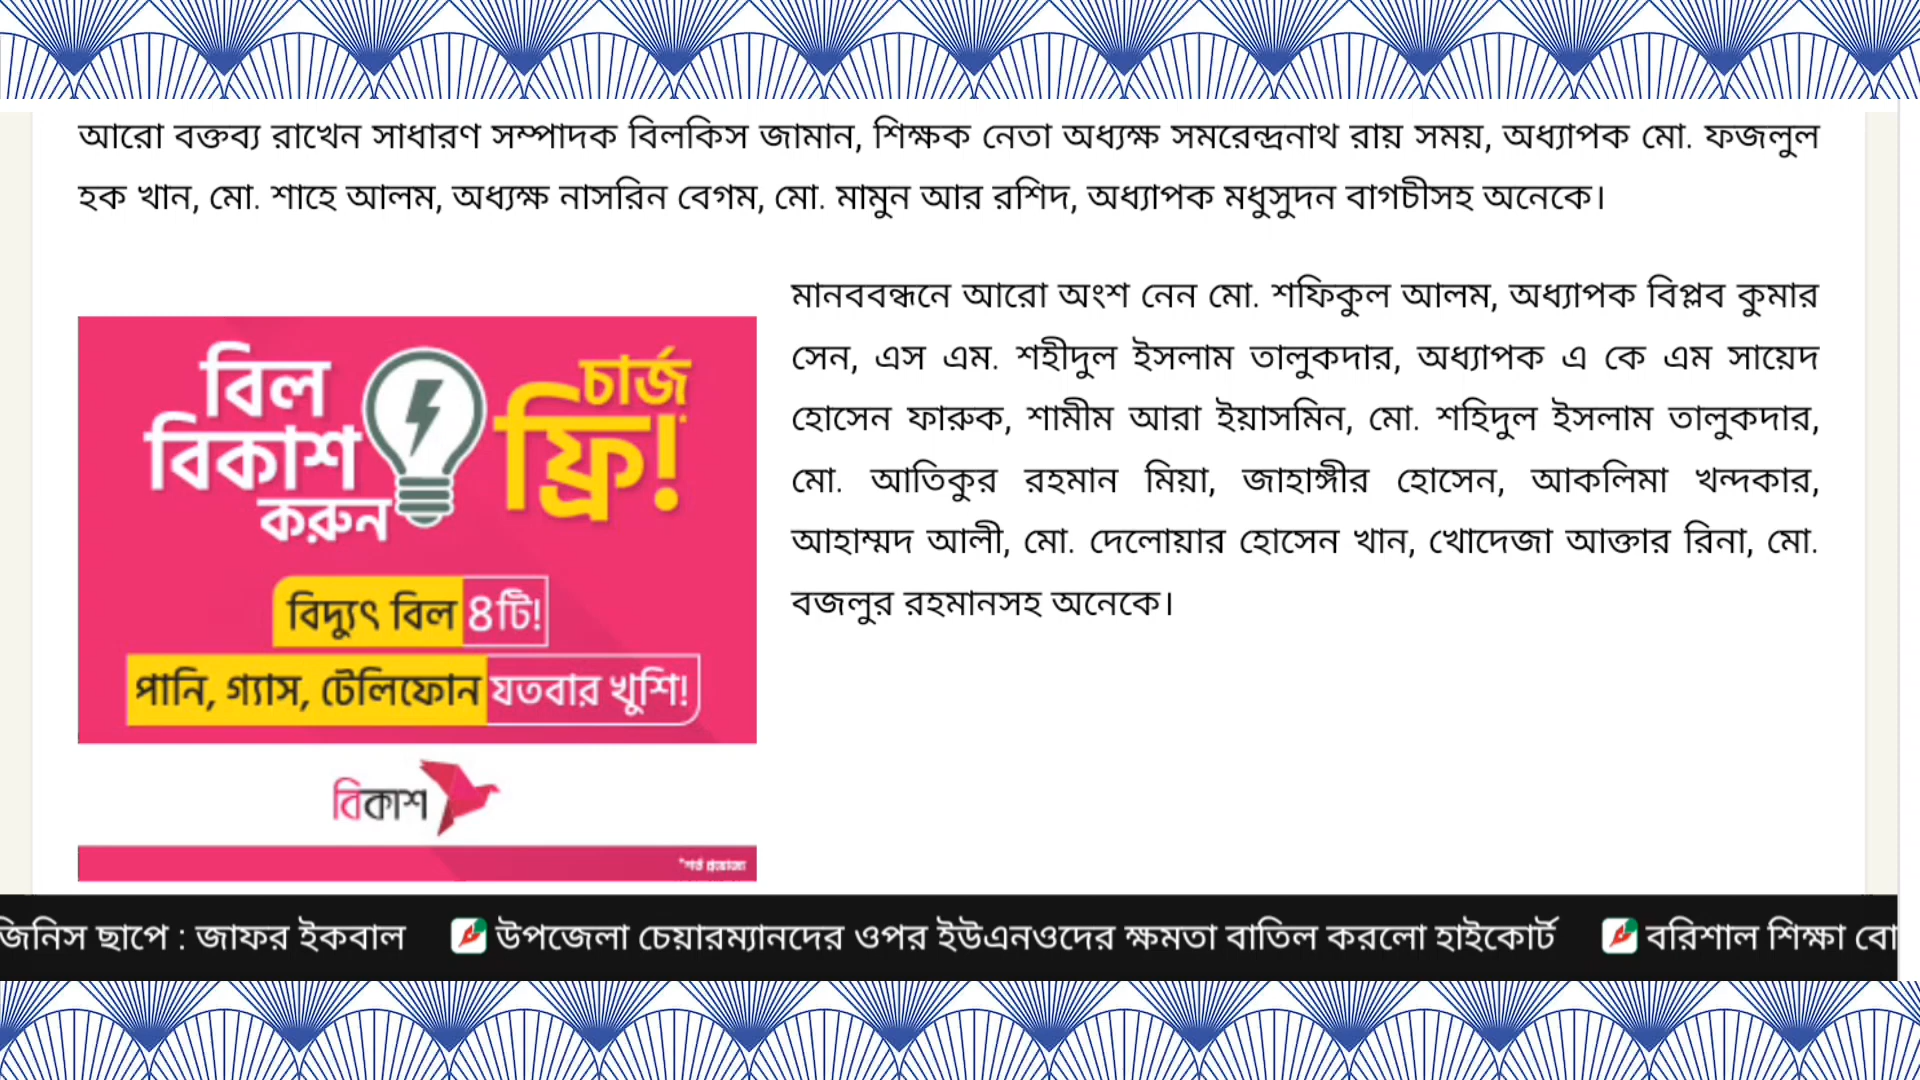 আরো বক্তব্য রাখেন সাধারণ সম্পাদক বিলকিস জামান, শিক্ষক নেতা অধ্যক্ষ সমরেন্দ্রনাথ রায় সময়, অধ্যাপক মো. ফজলুল
হক খান, মো. শাহে আলম, অধ্যক্ষ নাসরিন বেগম, মো. মামুন আর রশিদ, অধ্যাপক মধুসুদন বাগচীসহ অনেকে।
মানববন্ধনে আরো অংশ নেন মো. শফিকুল আলম, অধ্যাপক বিপ্লব কুমার
সেন, এস এম. শহীদুল ইসলাম তালুকদার, অধ্যাপক এ কে এম সায়েদ
হোসেন ফারুক, শামীম আরা ইয়াসমিন, মো. শহিদুল ইসলাম তালুকদার,
মো. আতিকুর রহমান মিয়া, জাহাঙ্গীর হোসেন, আকলিমা খন্দকার,
আহাম্মদ আলী, মো. দেলোয়ার হোসেন খান, খোদেজা আক্তার রিনা, মো.
বজলুর রহমানসহ অনেকে।
বিল
বিকাশ
করুন
চার্জ
ফ্রি!
বিদ্যুৎ বিল ৪টি!
পানি, গ্যাস, টেলিফোন যতবার খুশি!
বিকাশ
*শর্ত প্রযোজ্য
জিনিস ছাপে : জাফর ইকবাল উপজেলা চেয়ারম্যানদের ওপর ইউএনওদের ক্ষমতা বাতিল করলো হাইকোর্ট বরিশাল শিক্ষা বো